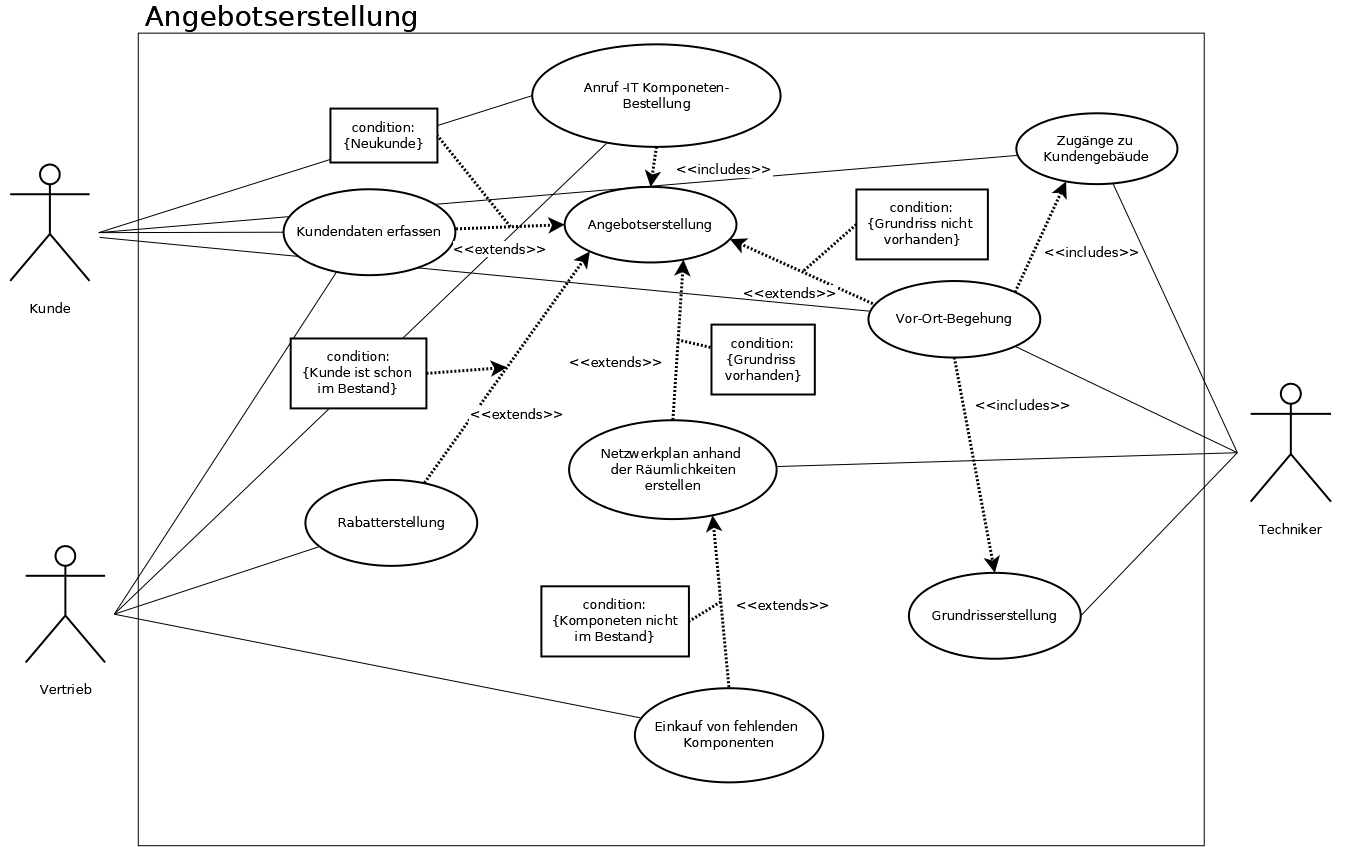 Angebotserstellung
Anruf -IT Komponeten-
Bestellung
condition:
{Neukunde}
Zugänge zu
Kundengebäude
<<includes>>
Kundendaten erfassen
Angebotserstellung
condition:
{Grundriss nicht
vorhanden}
<<extends>>
<<includes>>
<<extends>>
Kunde
Vor-Ort-Begehung
condition:
{Kunde ist schon
im Bestand}
<<extends>>
condition:
{Grundriss
vorhanden}
<<extends>>
<<includes>>
Netzwerkplan anhand
der Räumlichkeiten
erstellen
Rabatterstellung
Techniker
condition:
{Komponeten nicht
im Bestand}
<<extends>>
Grundrisserstellung
Vertrieb
Einkauf von fehlenden
Komponenten